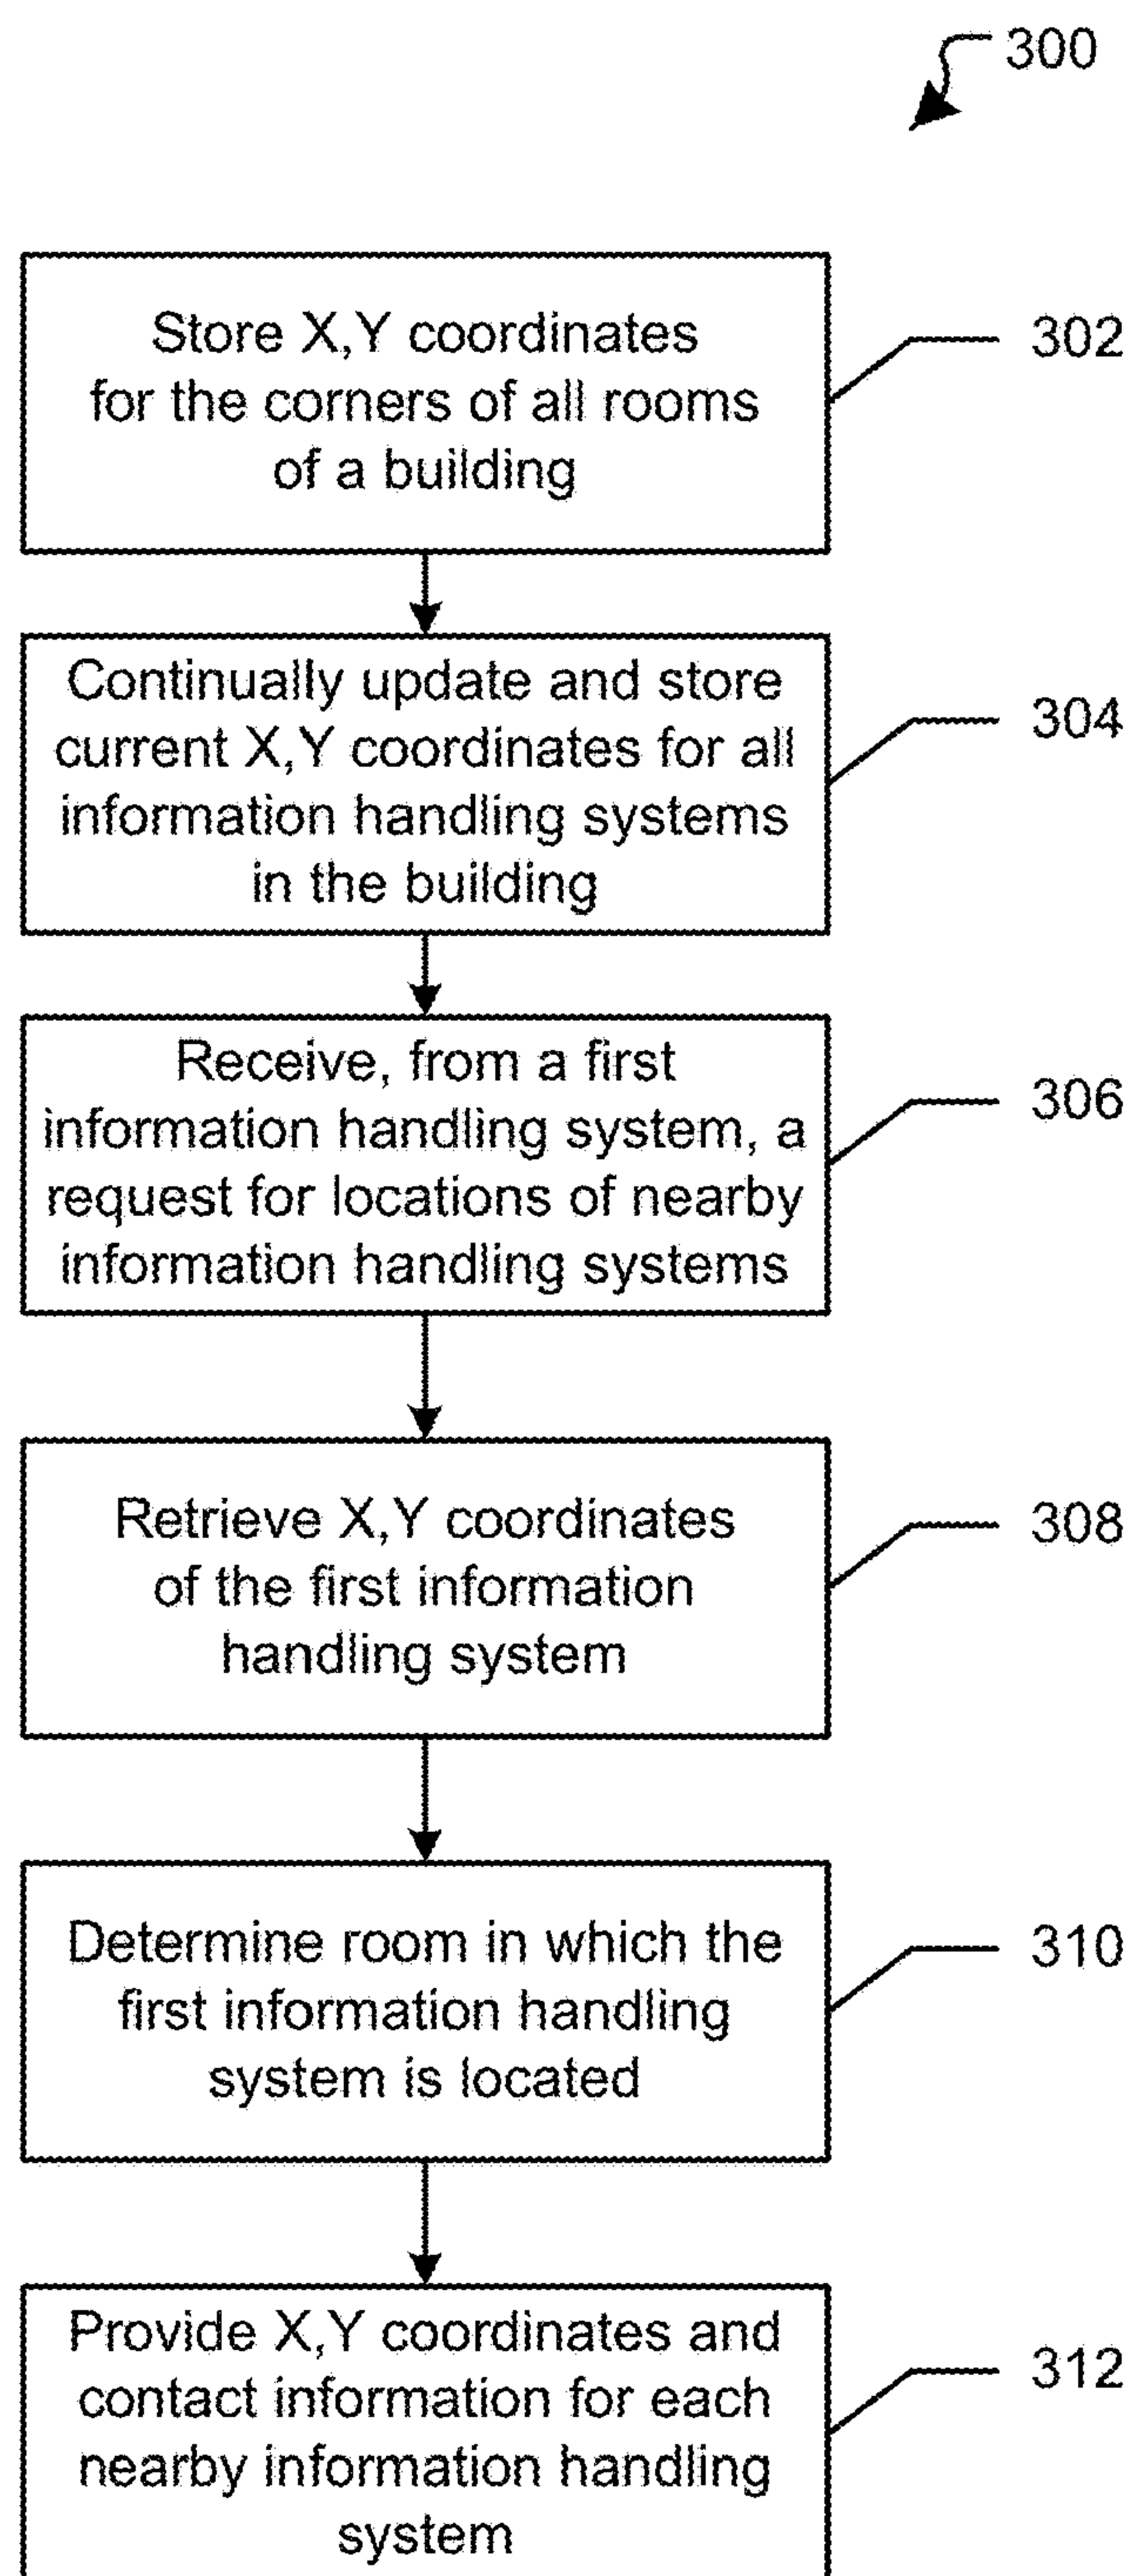 300
Store X,Y coordinates
for the corners of all rooms
of a building
302
Continually update and store
current X,Y coordinates for all
information handling systems
in the building
304
Receive, from a first
information handling system, a
request for locations of nearby
information handling systems
306
Retrieve X,Y coordinates
of the first information
handling system
308
Determine room in which the
first information handling
system is located
310
Provide X,Y coordinates and
contact information for each
nearby information handling
system
312